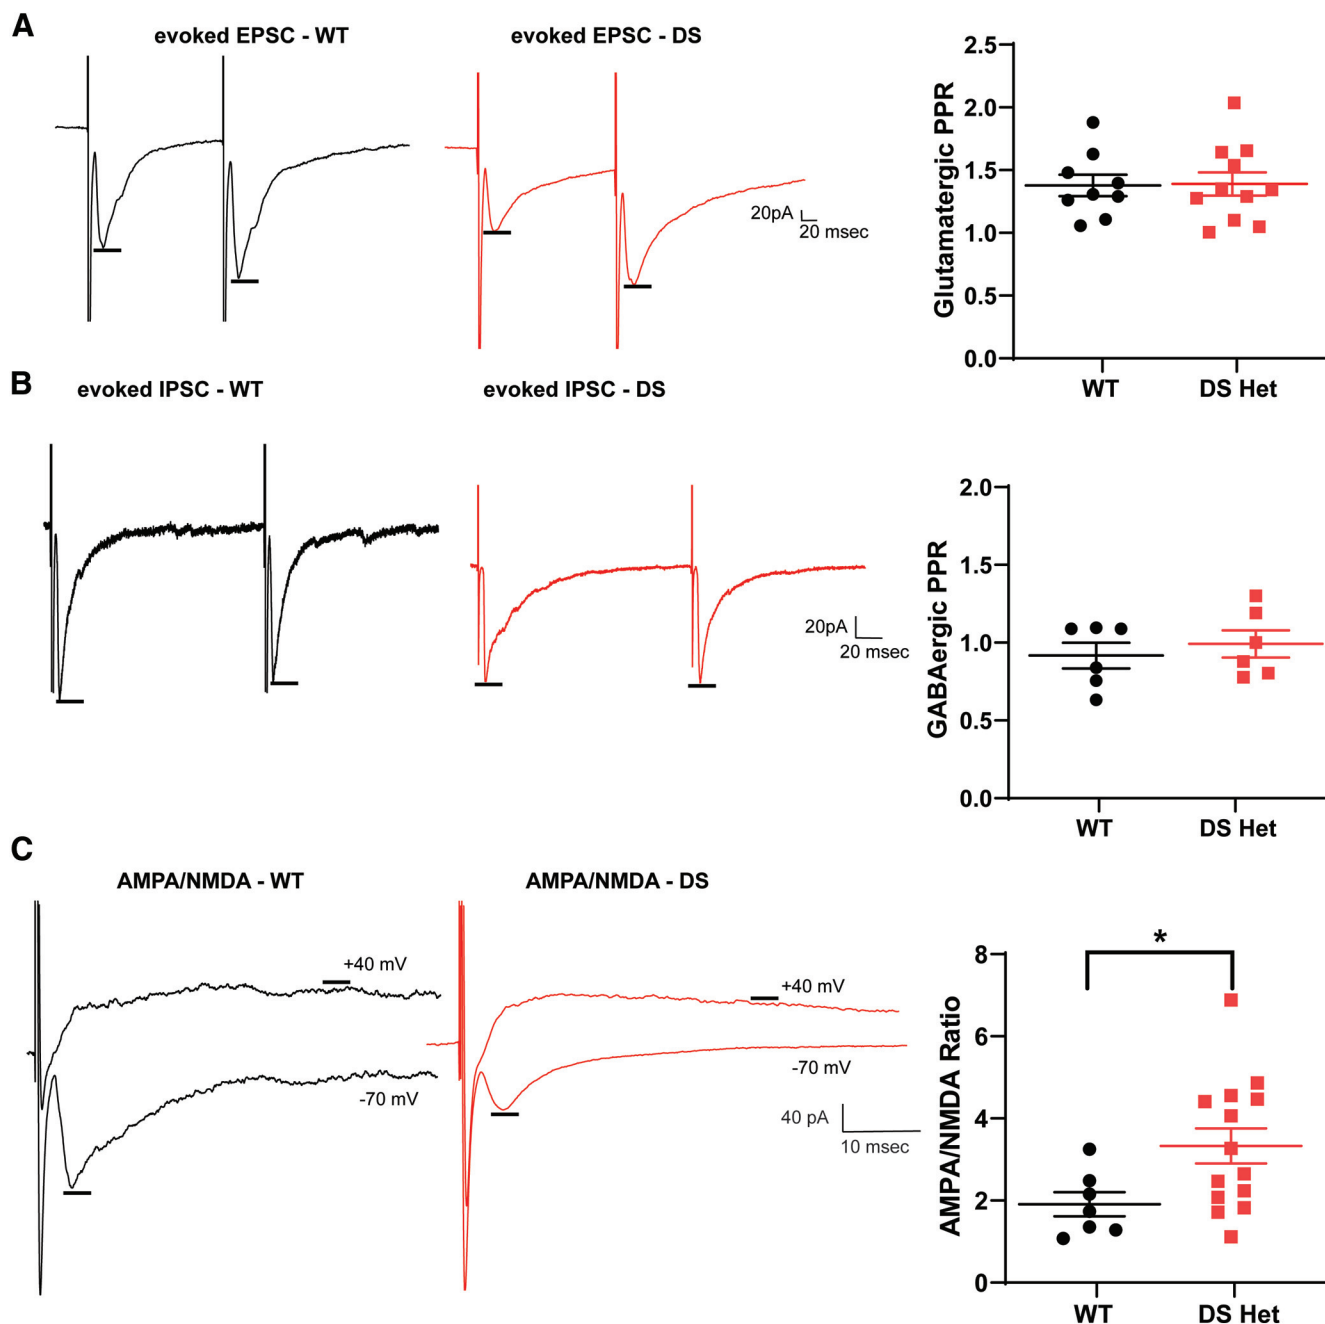 A
evoked EPSC - WT
evoked EPSC - DS
20pA
20 msec
Glutamatergic PPR
2.5
2.0
1.5
1.0
0.5
0.0
WT
DS Het
B
evoked IPSC - WT
evoked IPSC - DS
20pA
20 msec
GABAergic PPR
2.0
1.5
1.0
0.5
0.0
WT
DS Het
C
AMPA/NMDA - WT
AMPA/NMDA - DS
+40 mV
-70 mV
+40 mV
-70 mV
40 pA
10 msec
AMPA/NMDA Ratio
8
6
4
2
0
*
WT
DS Het